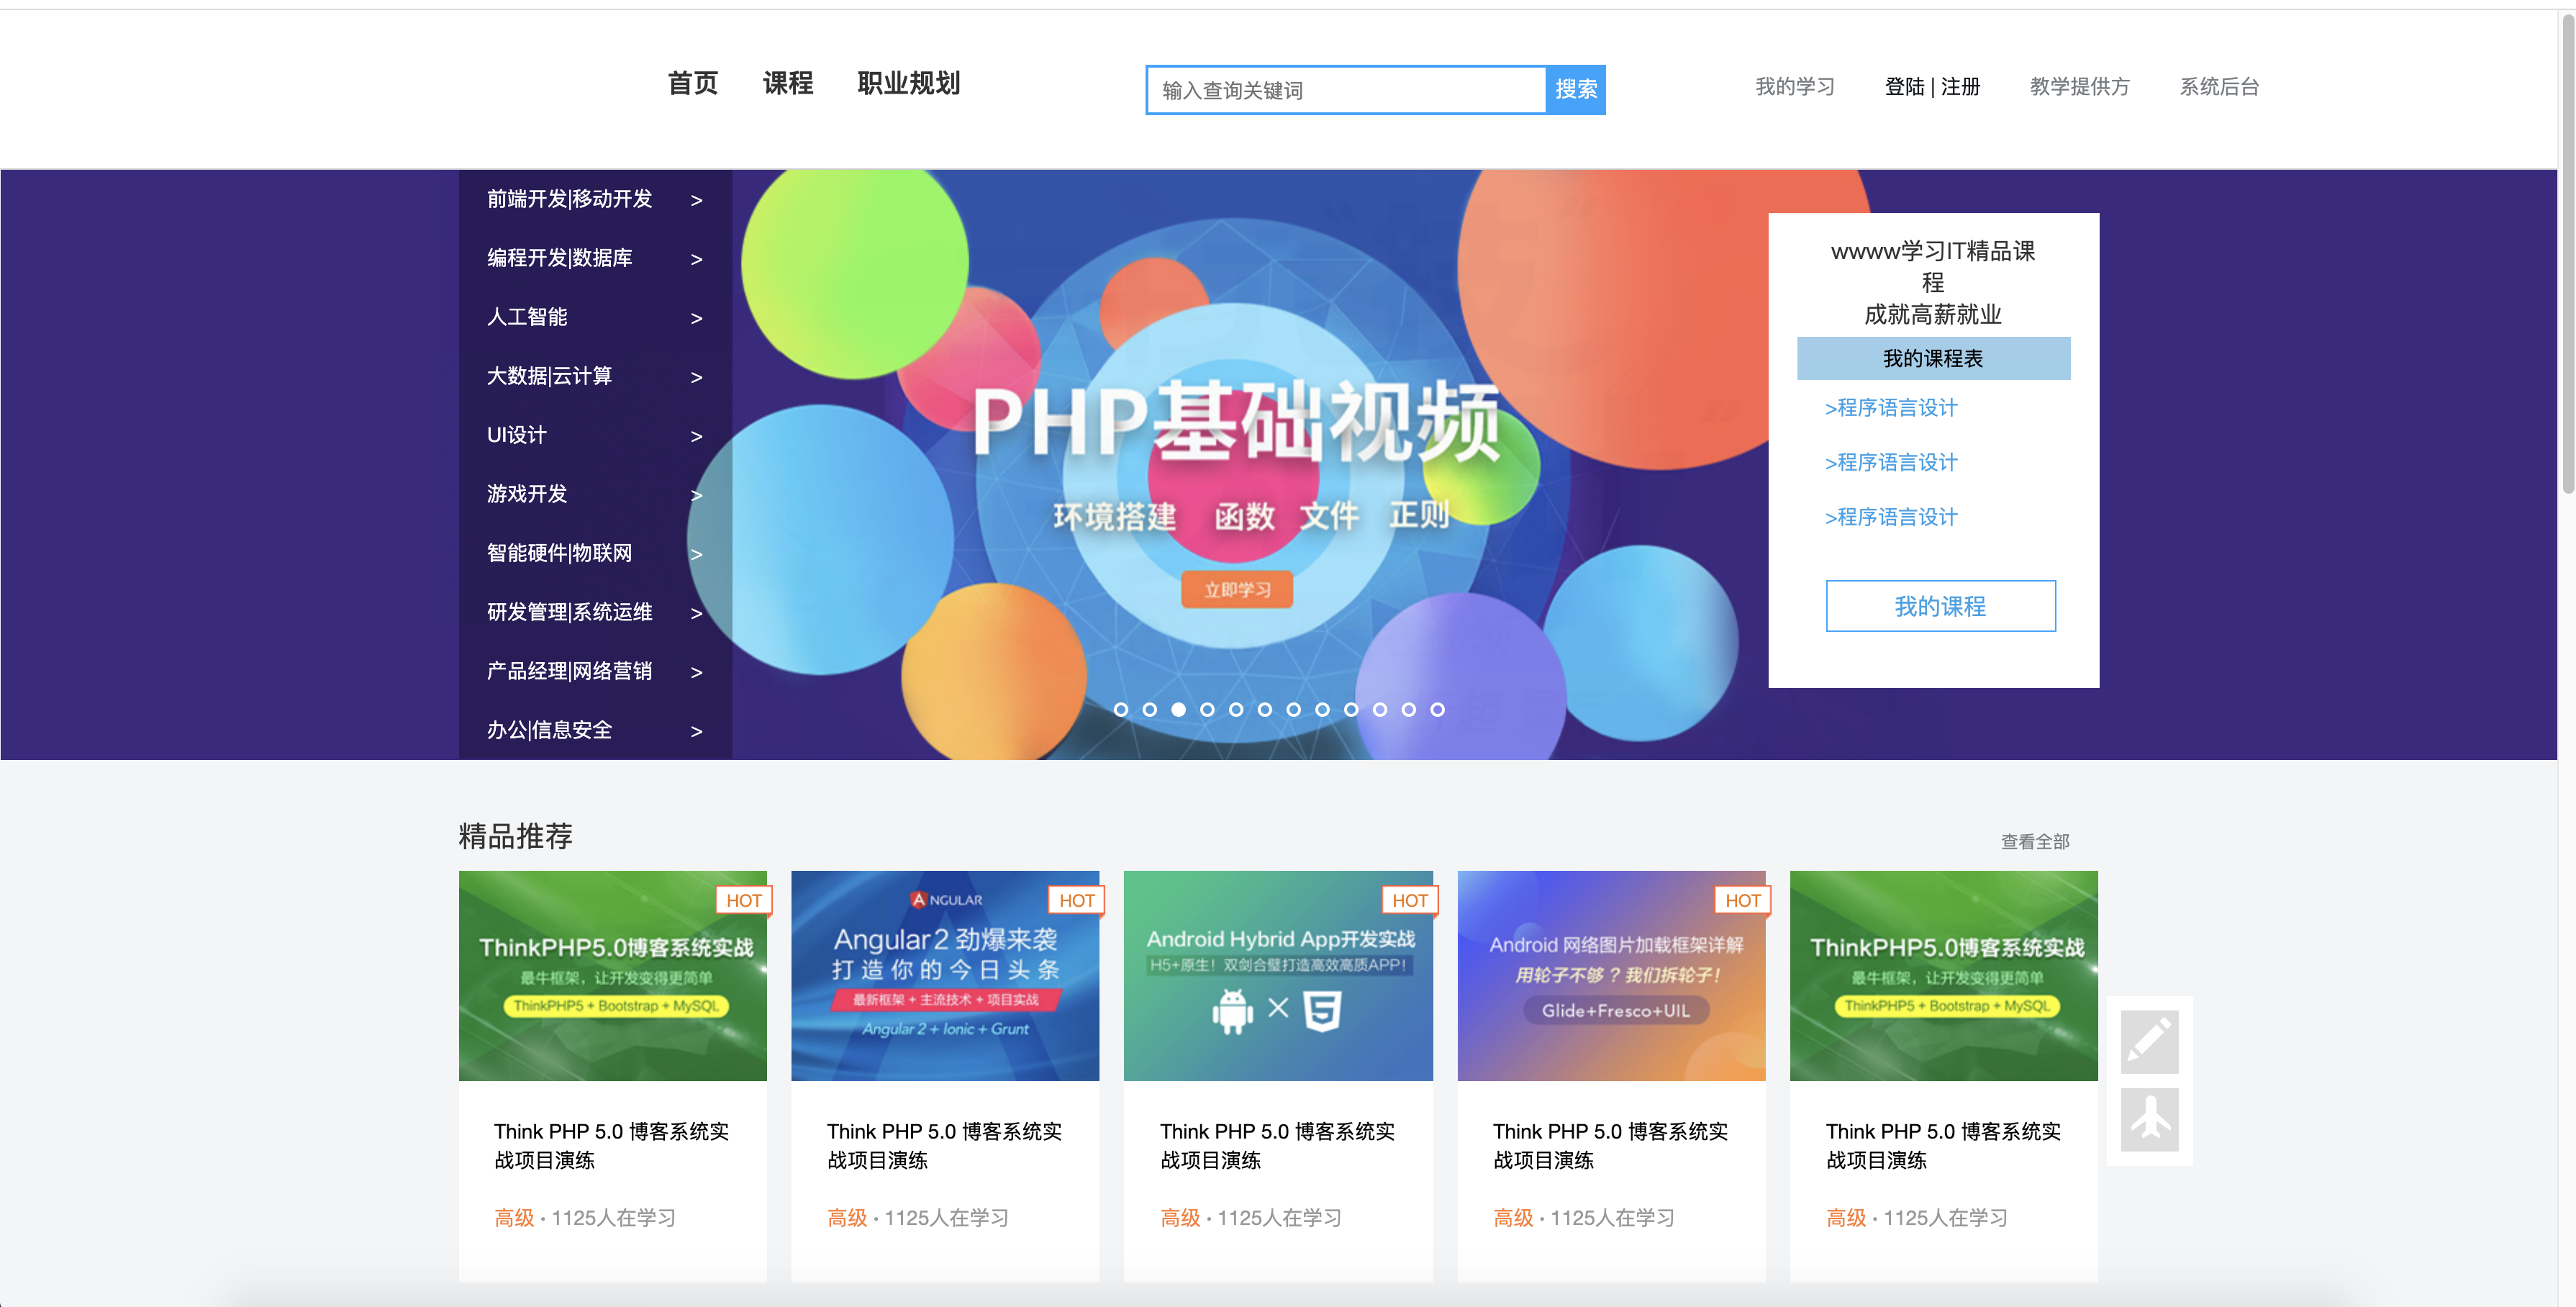 首页 课程 职业规划 输入查询关键词 搜索 我的学习 登陆 | 注册 教学提供方 系统后台
前端开发|移动开发 >
编程开发|数据库 >
人工智能 >
大数据|云计算 >
UI设计 >
游戏开发 >
智能硬件|物联网 >
研发管理|系统运维 >
产品经理|网络营销 >
办公|信息安全 >
PHP基础视频
环境搭建 函数 文件 正则
立即学习
wwww学习IT精品课
程
成就高薪就业
我的课程表
>程序语言设计
>程序语言设计
>程序语言设计
我的课程
精品推荐 查看全部
HOT
ThinkPHP5.0博客系统实战
最牛框架，让开发变得更简单
ThinkPHP5 + Bootstrap + MySQL
Think PHP 5.0 博客系统实
战项目演练
高级 · 1125人在学习
HOT
ANGULAR
Angular2 劲爆来袭
打造你的今日头条
最新框架 + 主流技术 + 项目实战
Angular 2 + Ionic + Grunt
Think PHP 5.0 博客系统实
战项目演练
高级 · 1125人在学习
HOT
Android Hybrid App开发实战
H5+原生！双剑合璧打造高效高质APP！
Think PHP 5.0 博客系统实
战项目演练
高级 · 1125人在学习
HOT
Android 网络图片加载框架详解
用轮子不够？我们拆轮子！
Glide+Fresco+UIL
Think PHP 5.0 博客系统实
战项目演练
高级 · 1125人在学习
ThinkPHP5.0博客系统实战
最牛框架，让开发变得更简单
ThinkPHP5 + Bootstrap + MySQL
Think PHP 5.0 博客系统实
战项目演练
高级 · 1125人在学习